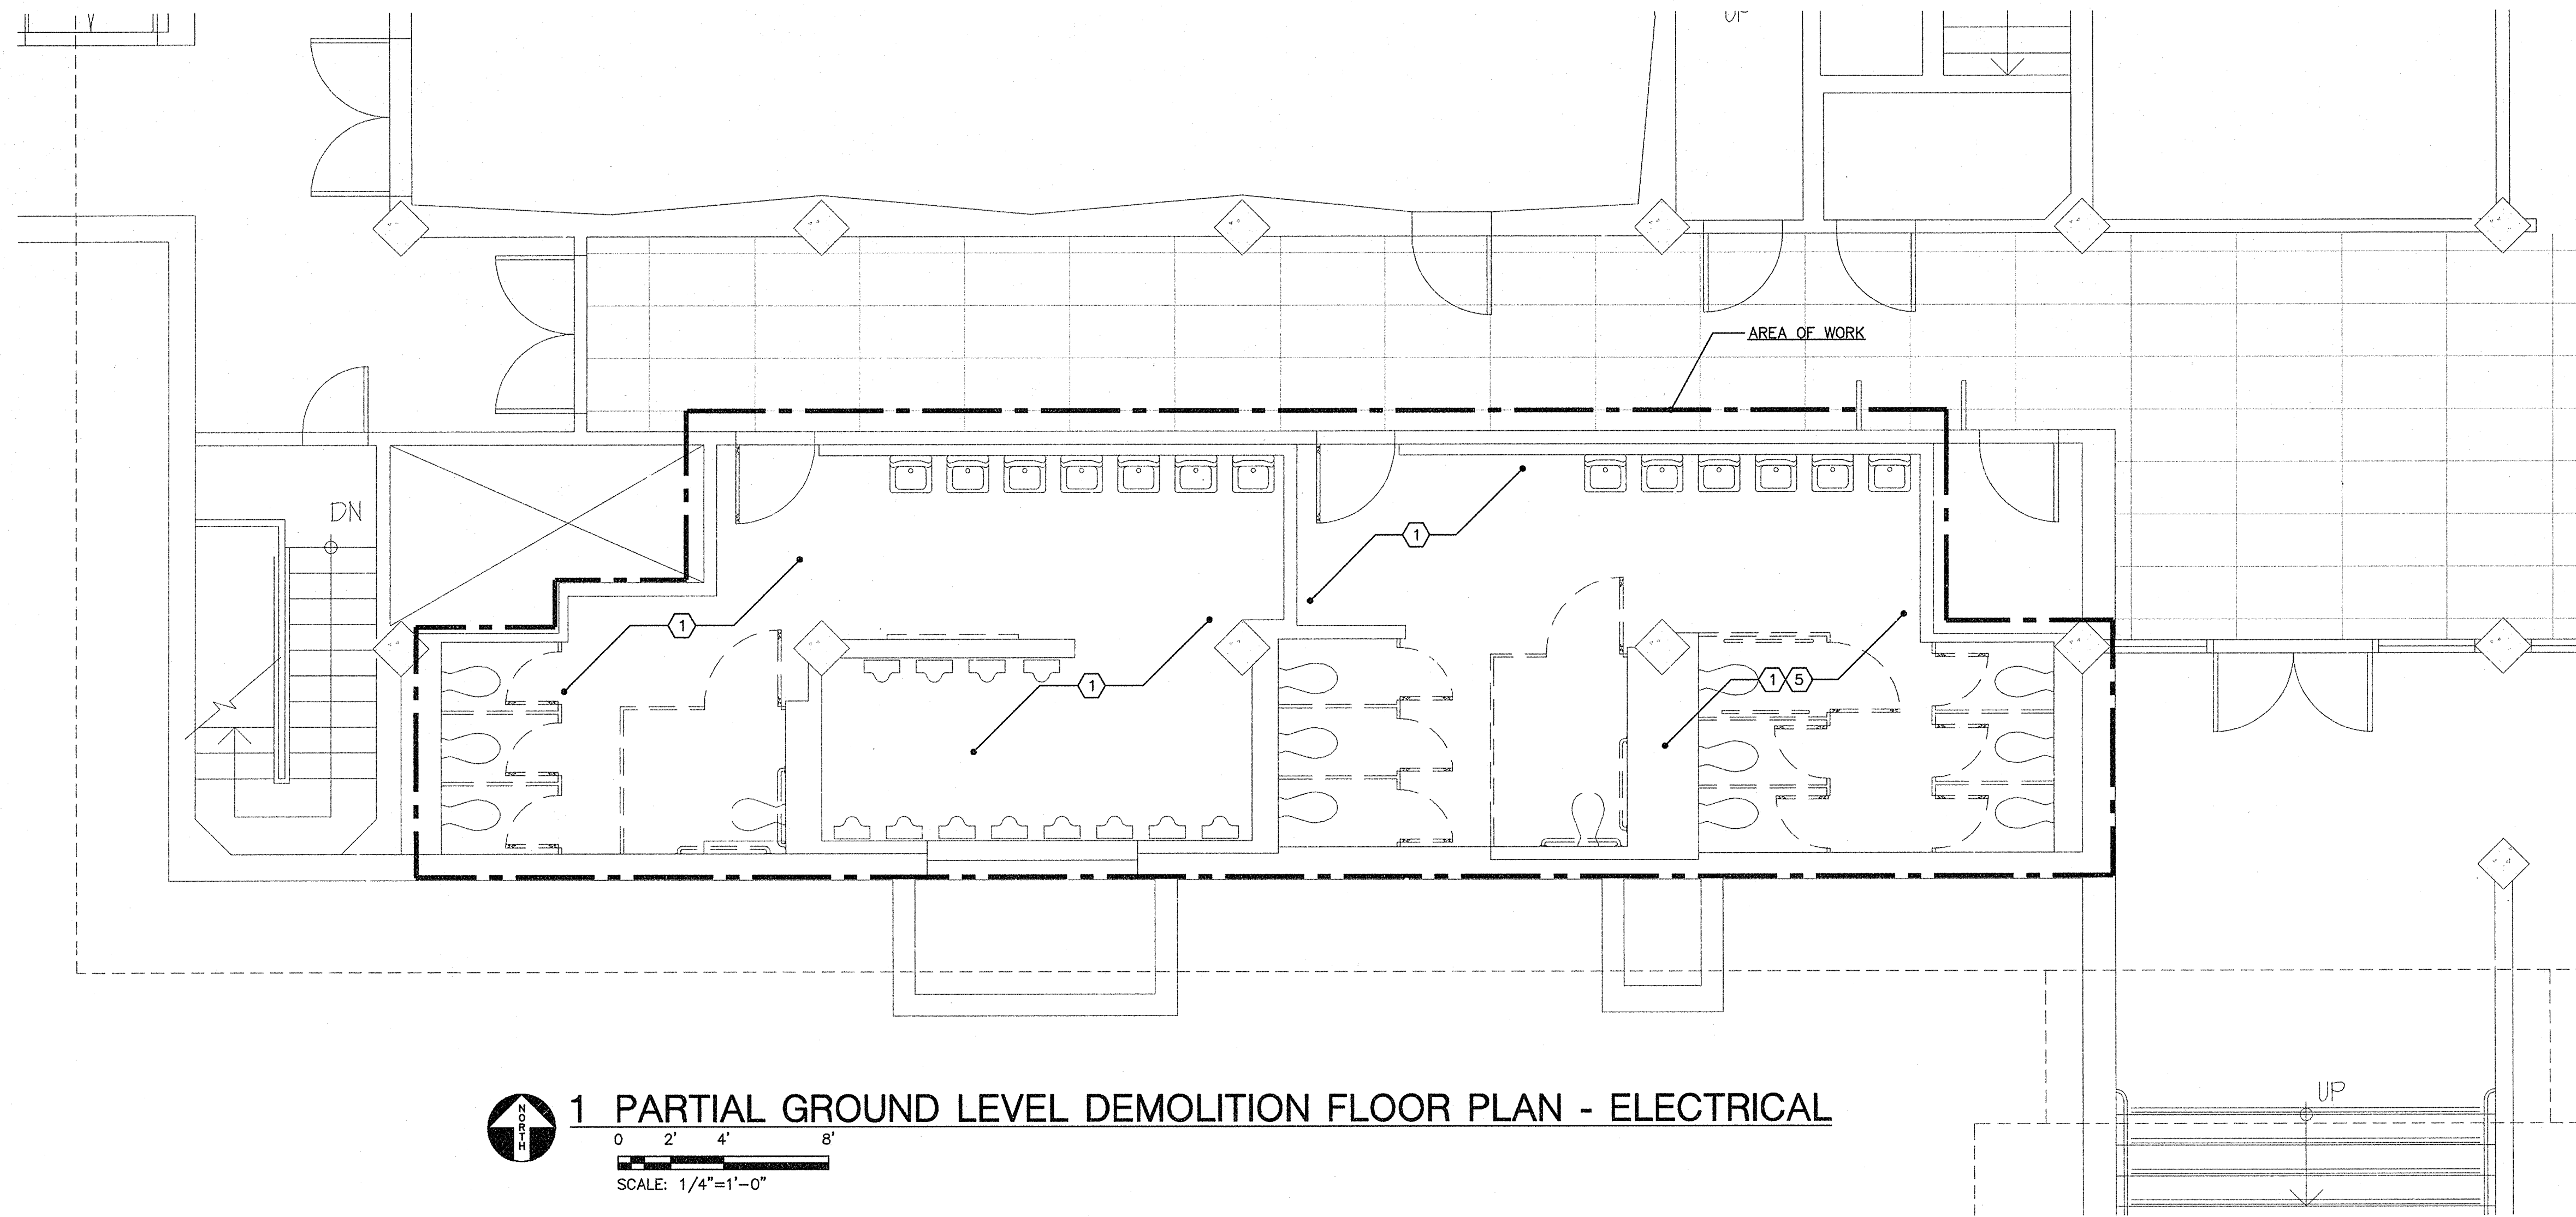 UP
AREA OF WORK
DN
1
1
1
1 5
NORTH
1 PARTIAL GROUND LEVEL DEMOLITION FLOOR PLAN - ELECTRICAL
0 2' 4' 8'
SCALE: 1/4"=1'-0"
UP